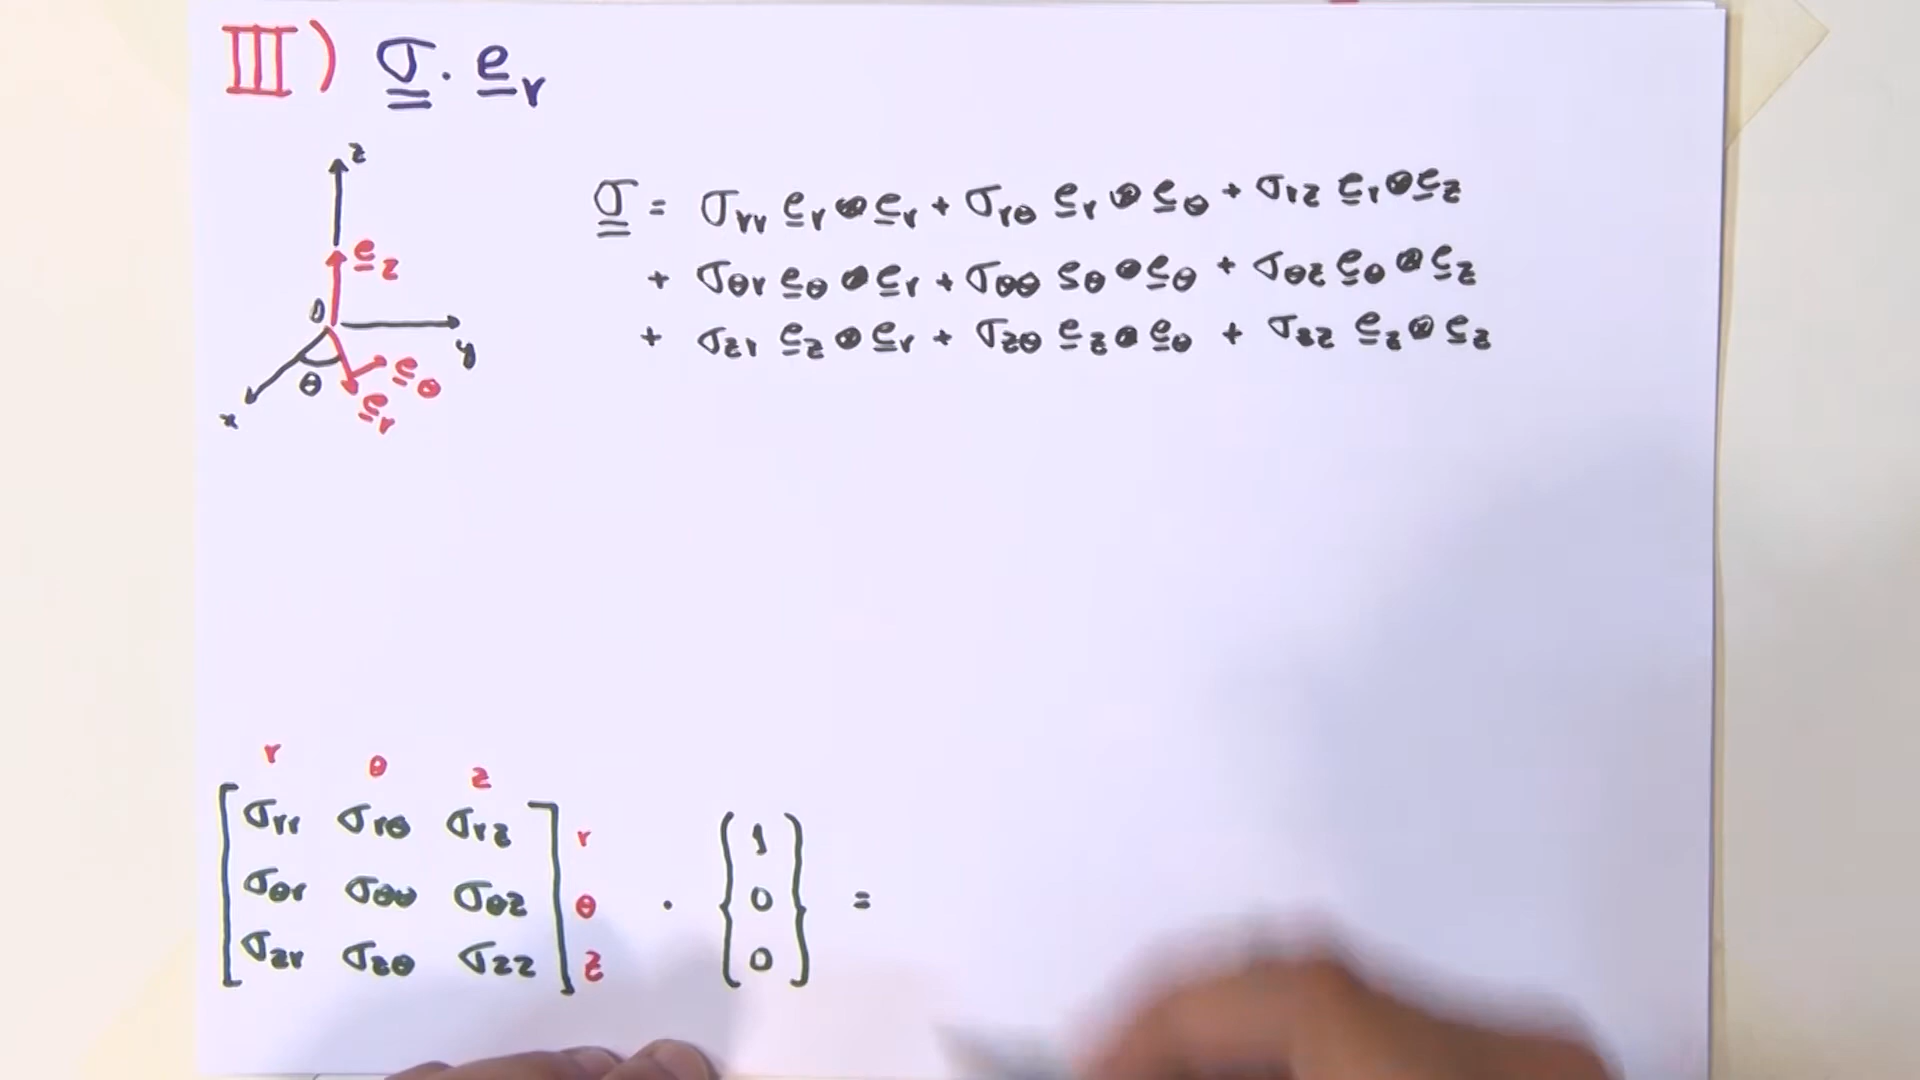 III) σ . e_r
z
e_z
O
y
θ
e_θ
e_r
x
σ = σ_rr e_r ⊗ e_r + σ_rθ e_r ⊗ e_θ + σ_rz e_r ⊗ e_z
+ σ_θr e_θ ⊗ e_r + σ_θθ e_θ ⊗ e_θ + σ_θz e_θ ⊗ e_z
+ σ_zr e_z ⊗ e_r + σ_zθ e_z ⊗ e_θ + σ_zz e_z ⊗ e_z
r θ z
[ σ_rr σ_rθ σ_rz ] r { 1 }
[ σ_θr σ_θθ σ_θz ] θ . { 0 } =
[ σ_zr σ_zθ σ_zz ] z { 0 }